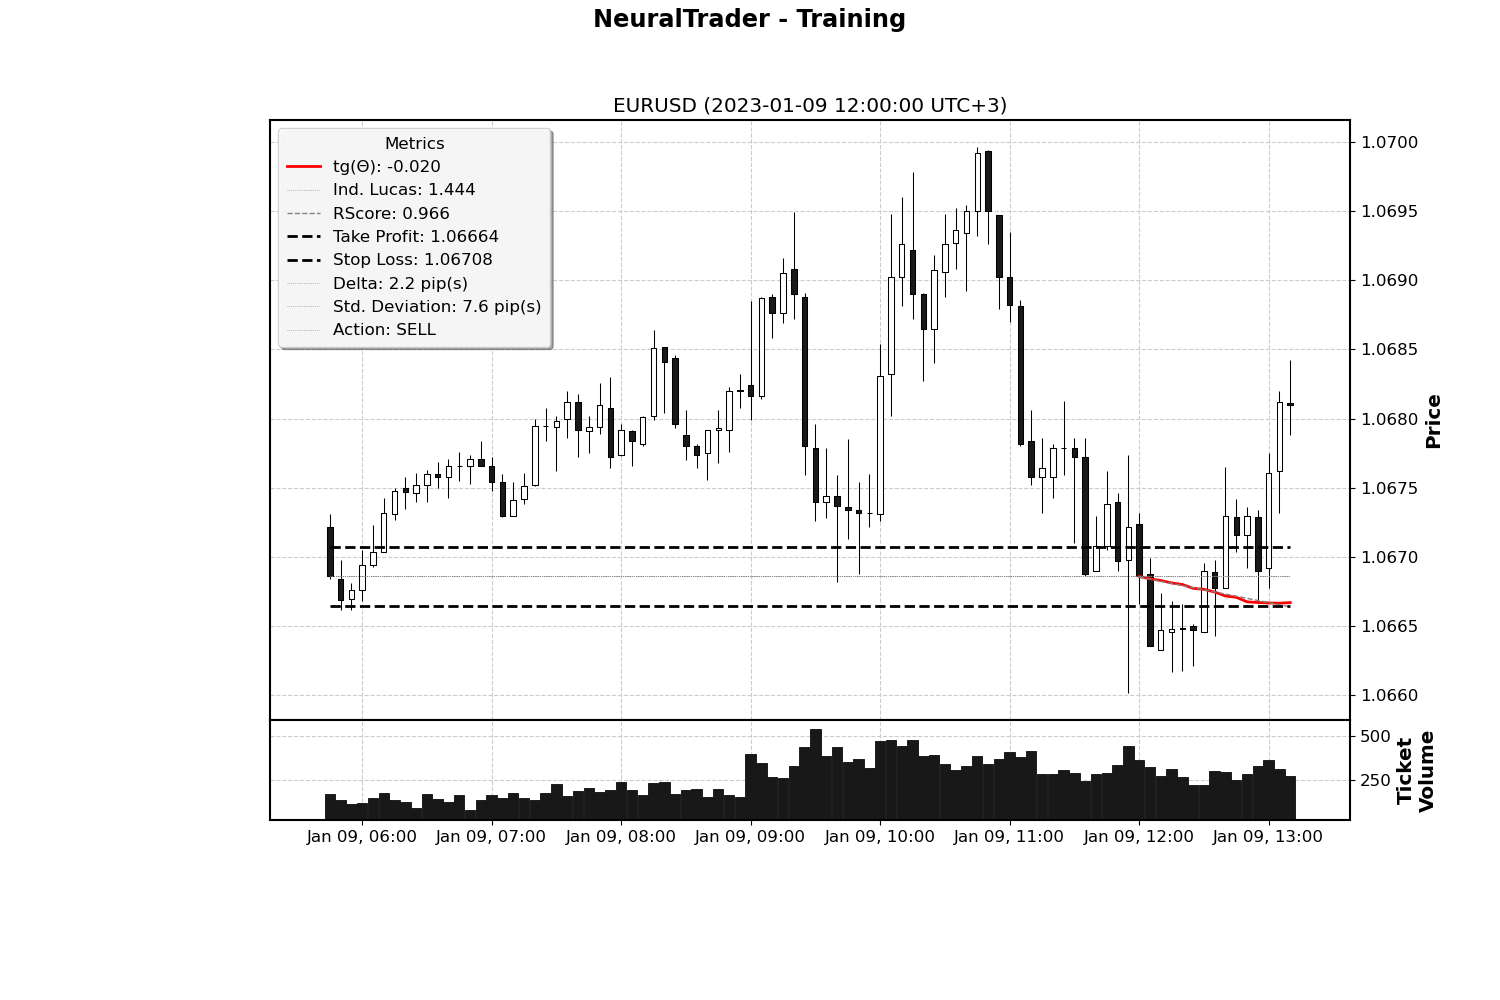 NeuralTrader - Training
EURUSD (2023-01-09 12:00:00 UTC+3)
Metrics
tg(Θ): -0.020
Ind. Lucas: 1.444
RScore: 0.966
Take Profit: 1.06664
Stop Loss: 1.06708
Delta: 2.2 pip(s)
Std. Deviation: 7.6 pip(s)
Action: SELL
1.0700
1.0695
1.0690
1.0685
1.0680
1.0675
1.0670
1.0665
1.0660
Price
500
250
Ticket
Volume
Jan 09, 06:00
Jan 09, 07:00
Jan 09, 08:00
Jan 09, 09:00
Jan 09, 10:00
Jan 09, 11:00
Jan 09, 12:00
Jan 09, 13:00